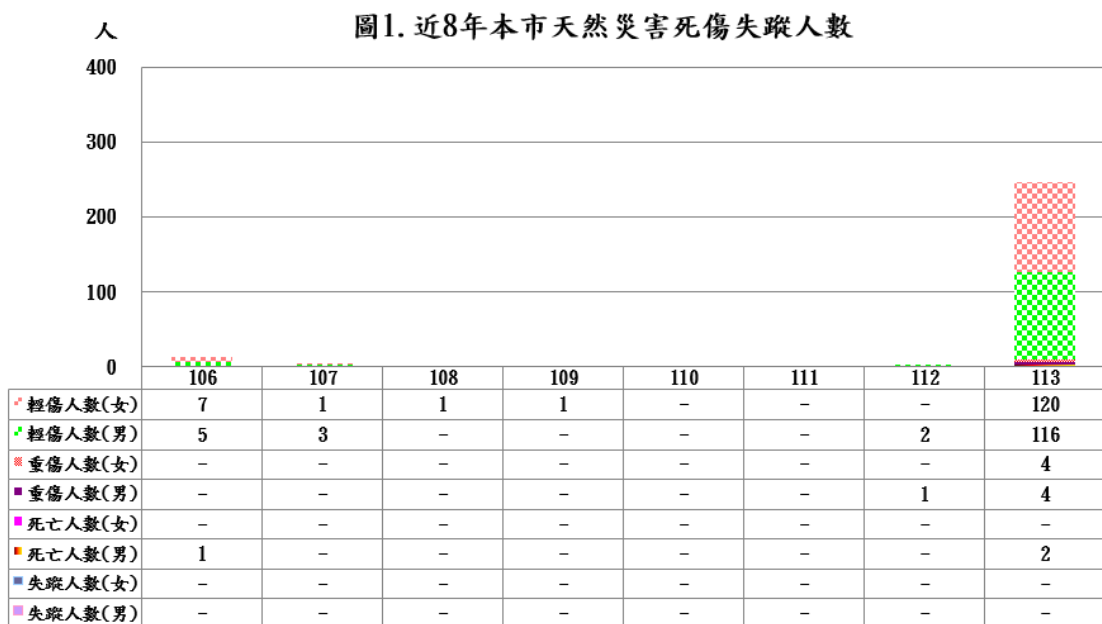 人
圖1. 近8年本市天然災害死傷失蹤人數
400
300
200
100
0
106 107 108 109 110 111 112 113
輕傷人數(女) 7 1 1 1 – – – 120
輕傷人數(男) 5 3 – – – – 2 116
重傷人數(女) – – – – – – – 4
重傷人數(男) – – – – – – 1 4
死亡人數(女) – – – – – – – –
死亡人數(男) 1 – – – – – – 2
失蹤人數(女) – – – – – – – –
失蹤人數(男) – – – – – – – –